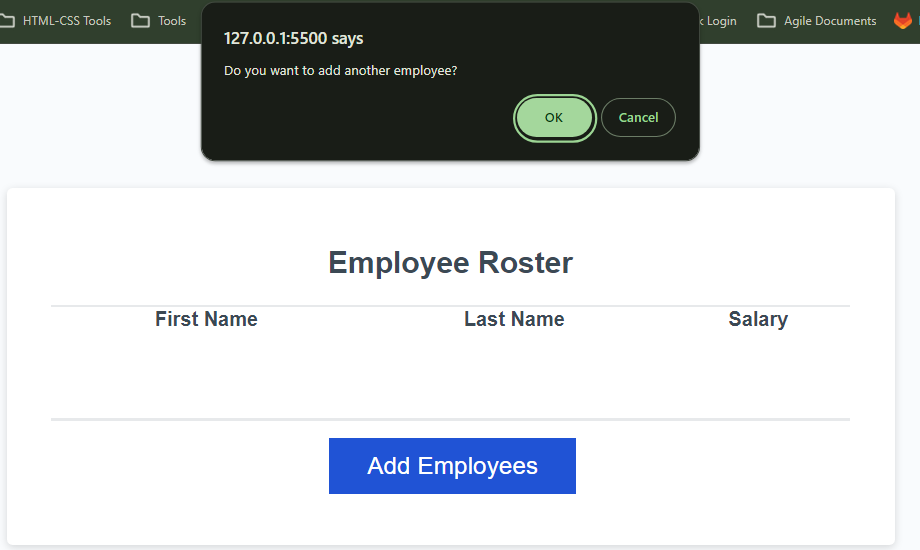 HTML-CSS Tools
Tools
Login
Agile Documents
127.0.0.1:5500 says
Do you want to add another employee?
OK
Cancel
Employee Roster
First Name Last Name Salary
Add Employees